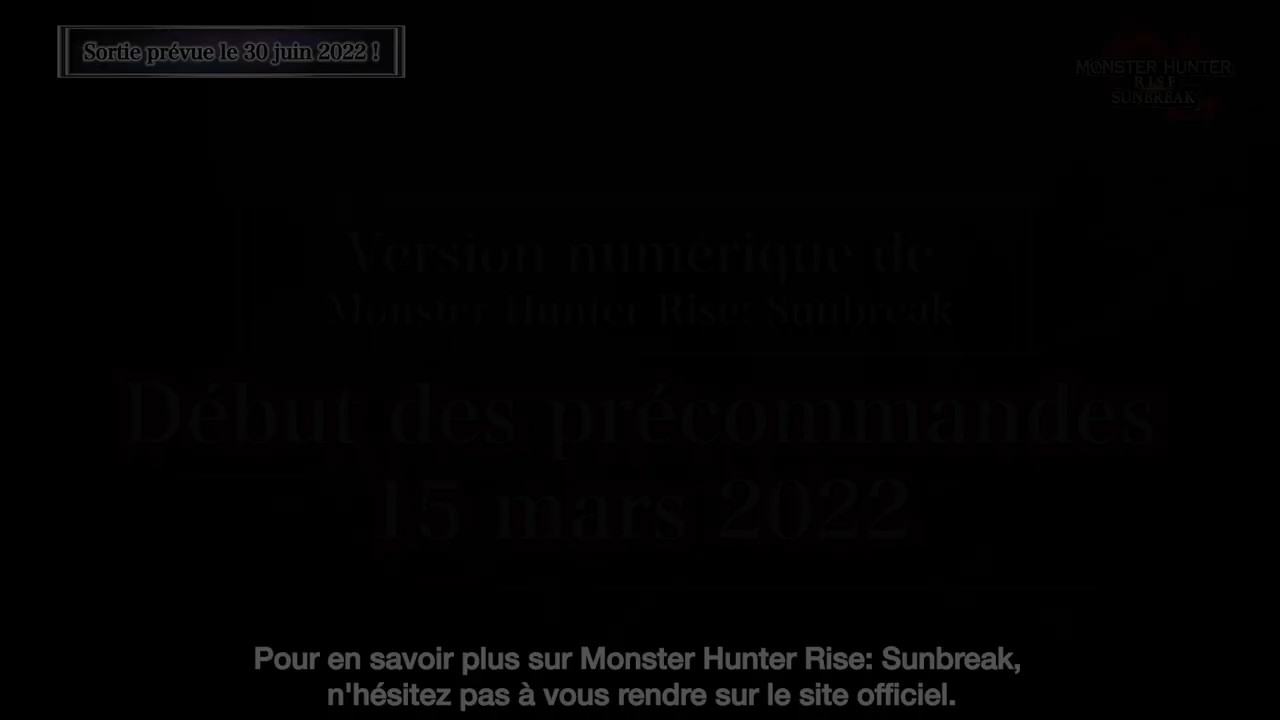 Sortie prévue le 30 juin 2022 !
MONSTER HUNTER
RISE
SUNBREAK
Version numérique de
Monster Hunter Rise: Sunbreak
Début des précommandes
15 mars 2022
Pour en savoir plus sur Monster Hunter Rise: Sunbreak,
n'hésitez pas à vous rendre sur le site officiel.